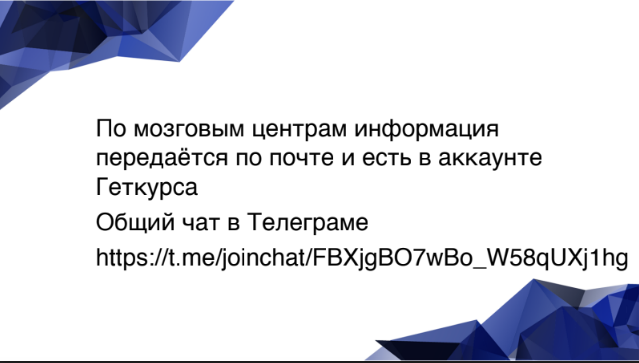 По мозговым центрам информация
передаётся по почте и есть в аккаунте
Геткурса
Общий чат в Телеграме
https://t.me/joinchat/FBXjgBO7wBo_W58qUXj1hg